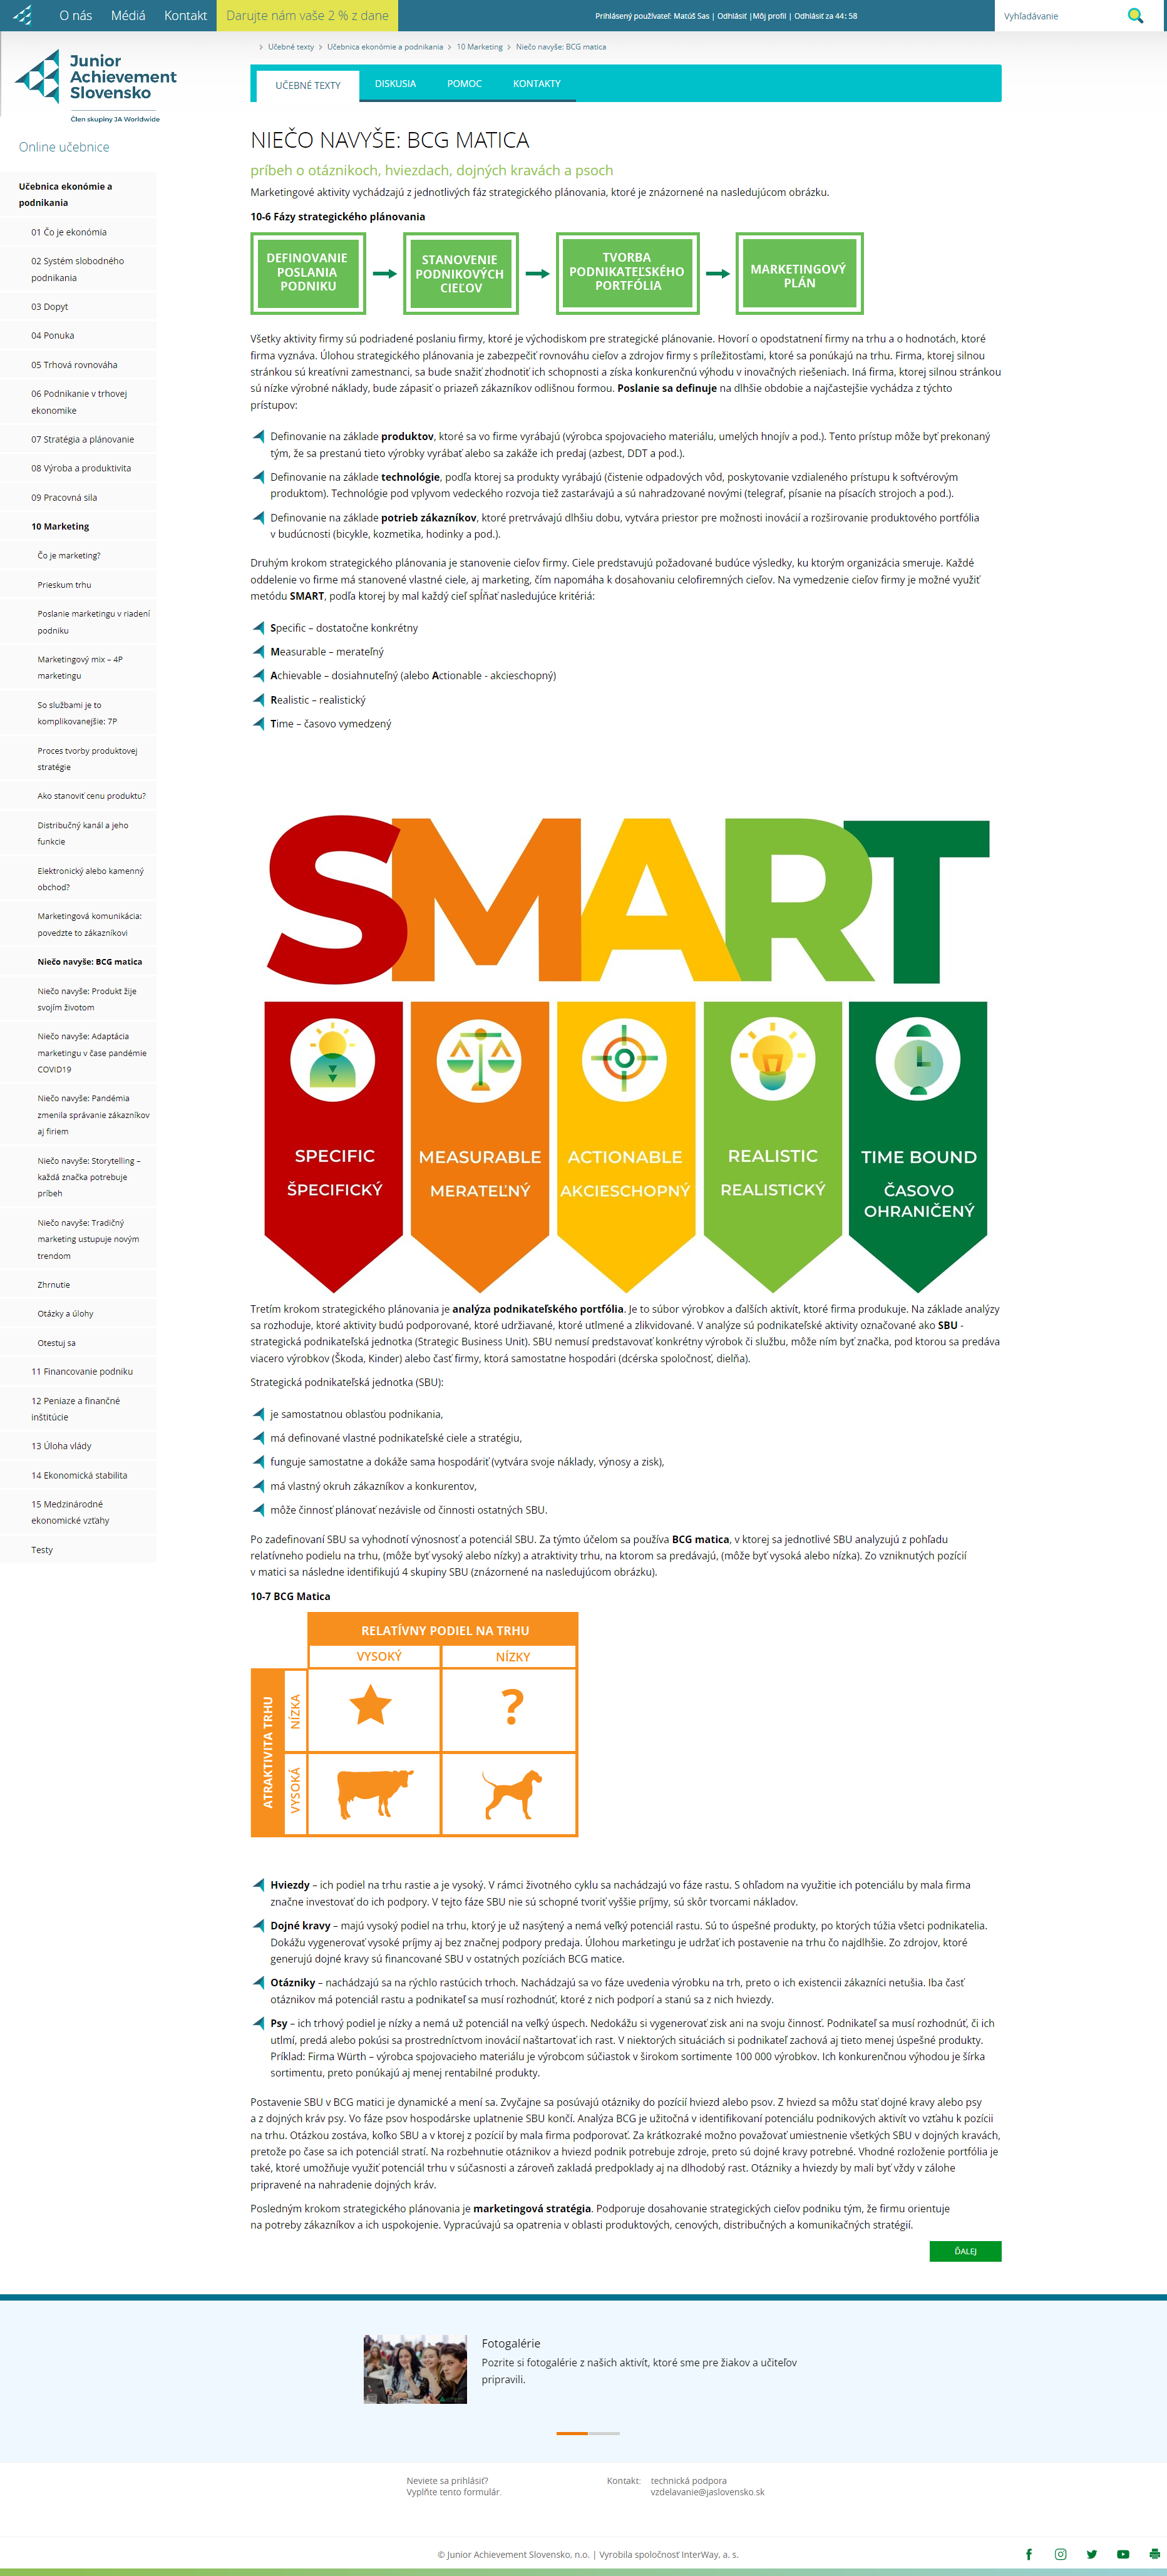 O nás Médiá Kontakt Darujte nám vaše 2 % z dane
Prihlásený používateľ: Matúš Sas | Odhlásiť |Môj profil | Odhlásiť za 44: 58
Vyhľadávanie
Junior
Achievement
Slovensko
Člen skupiny JA Worldwide
Učebné texty Učebnica ekonómie a podnikania 10 Marketing Niečo navyše: BCG matica
UČEBNÉ TEXTY DISKUSIA POMOC KONTAKTY
Online učebnice
Učebnica ekonómie a
podnikania
01 Čo je ekonómia
02 Systém slobodného
podnikania
03 Dopyt
04 Ponuka
05 Trhová rovnováha
06 Podnikanie v trhovej
ekonomike
07 Stratégia a plánovanie
08 Výroba a produktivita
09 Pracovná sila
10 Marketing
Čo je marketing?
Prieskum trhu
Poslanie marketingu v riadení
podniku
Marketingový mix – 4P
marketingu
So službami je to
komplikovanejšie: 7P
Proces tvorby produktovej
stratégie
Ako stanoviť cenu produktu?
Distribučný kanál a jeho
funkcie
Elektronický alebo kamenný
obchod?
Marketingová komunikácia:
povedzte to zákazníkovi
Niečo navyše: BCG matica
Niečo navyše: Produkt žije
svojím životom
Niečo navyše: Adaptácia
marketingu v čase pandémie
COVID19
Niečo navyše: Pandémia
zmenila správanie zákazníkov
aj firiem
Niečo navyše: Storytelling –
každá značka potrebuje
príbeh
Niečo navyše: Tradičný
marketing ustupuje novým
trendom
Zhrnutie
Otázky a úlohy
Otestuj sa
11 Financovanie podniku
12 Peniaze a finančné
inštitúcie
13 Úloha vlády
14 Ekonomická stabilita
15 Medzinárodné
ekonomické vzťahy
Testy
NIEČO NAVYŠE: BCG MATICA
príbeh o otáznikoch, hviezdach, dojných kravách a psoch
Marketingové aktivity vychádzajú z jednotlivých fáz strategického plánovania, ktoré je znázornené na nasledujúcom obrázku.
10-6 Fázy strategického plánovania
DEFINOVANIE
POSLANIA
PODNIKU
STANOVENIE
PODNIKOVÝCH
CIEĽOV
TVORBA
PODNIKATEĽSKÉHO
PORTFÓLIA
MARKETINGOVÝ
PLÁN
Všetky aktivity firmy sú podriadené poslaniu firmy, ktoré je východiskom pre strategické plánovanie. Hovorí o opodstatnení firmy na trhu a o hodnotách, ktoré
firma vyznáva. Úlohou strategického plánovania je zabezpečiť rovnováhu cieľov a zdrojov firmy s príležitosťami, ktoré sa ponúkajú na trhu. Firma, ktorej silnou
stránkou sú kreatívni zamestnanci, sa bude snažiť zhodnotiť ich schopnosti a získa konkurenčnú výhodu v inovačných riešeniach. Iná firma, ktorej silnou stránkou
sú nízke výrobné náklady, bude zápasiť o priazeň zákazníkov odlišnou formou. Poslanie sa definuje na dlhšie obdobie a najčastejšie vychádza z týchto
prístupov:
Definovanie na základe produktov, ktoré sa vo firme vyrábajú (výrobca spojovacieho materiálu, umelých hnojív a pod.). Tento prístup môže byť prekonaný
tým, že sa prestanú tieto výrobky vyrábať alebo sa zakáže ich predaj (azbest, DDT a pod.).
Definovanie na základe technológie, podľa ktorej sa produkty vyrábajú (čistenie odpadových vôd, poskytovanie vzdialeného prístupu k softvérovým
produktom). Technológie pod vplyvom vedeckého rozvoja tiež zastarávajú a sú nahradzované novými (telegraf, písanie na písacích strojoch a pod.).
Definovanie na základe potrieb zákazníkov, ktoré pretrvávajú dlhšiu dobu, vytvára priestor pre možnosti inovácií a rozširovanie produktového portfólia
v budúcnosti (bicykle, kozmetika, hodinky a pod.).
Druhým krokom strategického plánovania je stanovenie cieľov firmy. Ciele predstavujú požadované budúce výsledky, ku ktorým organizácia smeruje. Každé
oddelenie vo firme má stanovené vlastné ciele, aj marketing, čím napomáha k dosahovaniu celofiremných cieľov. Na vymedzenie cieľov firmy je možné využiť
metódu SMART, podľa ktorej by mal každý cieľ spĺňať nasledujúce kritériá:
Specific – dostatočne konkrétny
Measurable – merateľný
Achievable – dosiahnuteľný (alebo Actionable - akcieschopný)
Realistic – realistický
Time – časovo vymedzený
SMART
SPECIFIC
ŠPECIFICKÝ
MEASURABLE
MERATEĽNÝ
ACTIONABLE
AKCIESCHOPNÝ
REALISTIC
REALISTICKÝ
TIME BOUND
ČASOVO
OHRANIČENÝ
Tretím krokom strategického plánovania je analýza podnikateľského portfólia. Je to súbor výrobkov a ďalších aktivít, ktoré firma produkuje. Na základe analýzy
sa rozhoduje, ktoré aktivity budú podporované, ktoré udržiavané, ktoré utlmené a zlikvidované. V analýze sú podnikateľské aktivity označované ako SBU -
strategická podnikateľská jednotka (Strategic Business Unit). SBU nemusí predstavovať konkrétny výrobok či službu, môže ním byť značka, pod ktorou sa predáva
viacero výrobkov (Škoda, Kinder) alebo časť firmy, ktorá samostatne hospodári (dcérska spoločnosť, dielňa).
Strategická podnikateľská jednotka (SBU):
je samostatnou oblasťou podnikania,
má definované vlastné podnikateľské ciele a stratégiu,
funguje samostatne a dokáže sama hospodáriť (vytvára svoje náklady, výnosy a zisk),
má vlastný okruh zákazníkov a konkurentov,
môže činnosť plánovať nezávisle od činnosti ostatných SBU.
Po zadefinovaní SBU sa vyhodnotí výnosnosť a potenciál SBU. Za týmto účelom sa používa BCG matica, v ktorej sa jednotlivé SBU analyzujú z pohľadu
relatívneho podielu na trhu, (môže byť vysoký alebo nízky) a atraktivity trhu, na ktorom sa predávajú, (môže byť vysoká alebo nízka). Zo vzniknutých pozícií
v matici sa následne identifikujú 4 skupiny SBU (znázornené na nasledujúcom obrázku).
10-7 BCG Matica
RELATÍVNY PODIEL NA TRHU
VYSOKÝ NÍZKY
ATRAKTIVITA TRHU
NÍZKA
?
VYSOKÁ
Hviezdy – ich podiel na trhu rastie a je vysoký. V rámci životného cyklu sa nachádzajú vo fáze rastu. S ohľadom na využitie ich potenciálu by mala firma
značne investovať do ich podpory. V tejto fáze SBU nie sú schopné tvoriť vyššie príjmy, sú skôr tvorcami nákladov.
Dojné kravy – majú vysoký podiel na trhu, ktorý je už nasýtený a nemá veľký potenciál rastu. Sú to úspešné produkty, po ktorých túžia všetci podnikatelia.
Dokážu vygenerovať vysoké príjmy aj bez značnej podpory predaja. Úlohou marketingu je udržať ich postavenie na trhu čo najdlhšie. Zo zdrojov, ktoré
generujú dojné kravy sú financované SBU v ostatných pozíciách BCG matice.
Otázniky – nachádzajú sa na rýchlo rastúcich trhoch. Nachádzajú sa vo fáze uvedenia výrobku na trh, preto o ich existencii zákazníci netušia. Iba časť
otáznikov má potenciál rastu a podnikateľ sa musí rozhodnúť, ktoré z nich podporí a stanú sa z nich hviezdy.
Psy – ich trhový podiel je nízky a nemá už potenciál na veľký úspech. Nedokážu si vygenerovať zisk ani na svoju činnosť. Podnikateľ sa musí rozhodnúť, či ich
utlmí, predá alebo pokúsi sa prostredníctvom inovácií naštartovať ich rast. V niektorých situáciách si podnikateľ zachová aj tieto menej úspešné produkty.
Príklad: Firma Würth – výrobca spojovacieho materiálu je výrobcom súčiastok v širokom sortimente 100 000 výrobkov. Ich konkurenčnou výhodou je šírka
sortimentu, preto ponúkajú aj menej rentabilné produkty.
Postavenie SBU v BCG matici je dynamické a mení sa. Zvyčajne sa posúvajú otázniky do pozícií hviezd alebo psov. Z hviezd sa môžu stať dojné kravy alebo psy
a z dojných kráv psy. Vo fáze psov hospodárske uplatnenie SBU končí. Analýza BCG je užitočná v identifikovaní potenciálu podnikových aktivít vo vzťahu k pozícii
na trhu. Otázkou zostáva, koľko SBU a v ktorej z pozícií by mala firma podporovať. Za krátkozraké možno považovať umiestnenie všetkých SBU v dojných kravách,
pretože po čase sa ich potenciál stratí. Na rozbehnutie otáznikov a hviezd podnik potrebuje zdroje, preto sú dojné kravy potrebné. Vhodné rozloženie portfólia je
také, ktoré umožňuje využiť potenciál trhu v súčasnosti a zároveň zakladá predpoklady aj na dlhodobý rast. Otázniky a hviezdy by mali byť vždy v zálohe
pripravené na nahradenie dojných kráv.
Posledným krokom strategického plánovania je marketingová stratégia. Podporuje dosahovanie strategických cieľov podniku tým, že firmu orientuje
na potreby zákazníkov a ich uspokojenie. Vypracúvajú sa opatrenia v oblasti produktových, cenových, distribučných a komunikačných stratégií.
ĎALEJ
Fotogalérie
Pozrite si fotogalérie z našich aktivít, ktoré sme pre žiakov a učiteľov
pripravili.
Neviete sa prihlásiť?
Vyplňte tento formulár.
Kontakt: technická podpora
vzdelavanie@jaslovensko.sk
© Junior Achievement Slovensko, n.o. | Vyrobila spoločnosť InterWay, a. s.